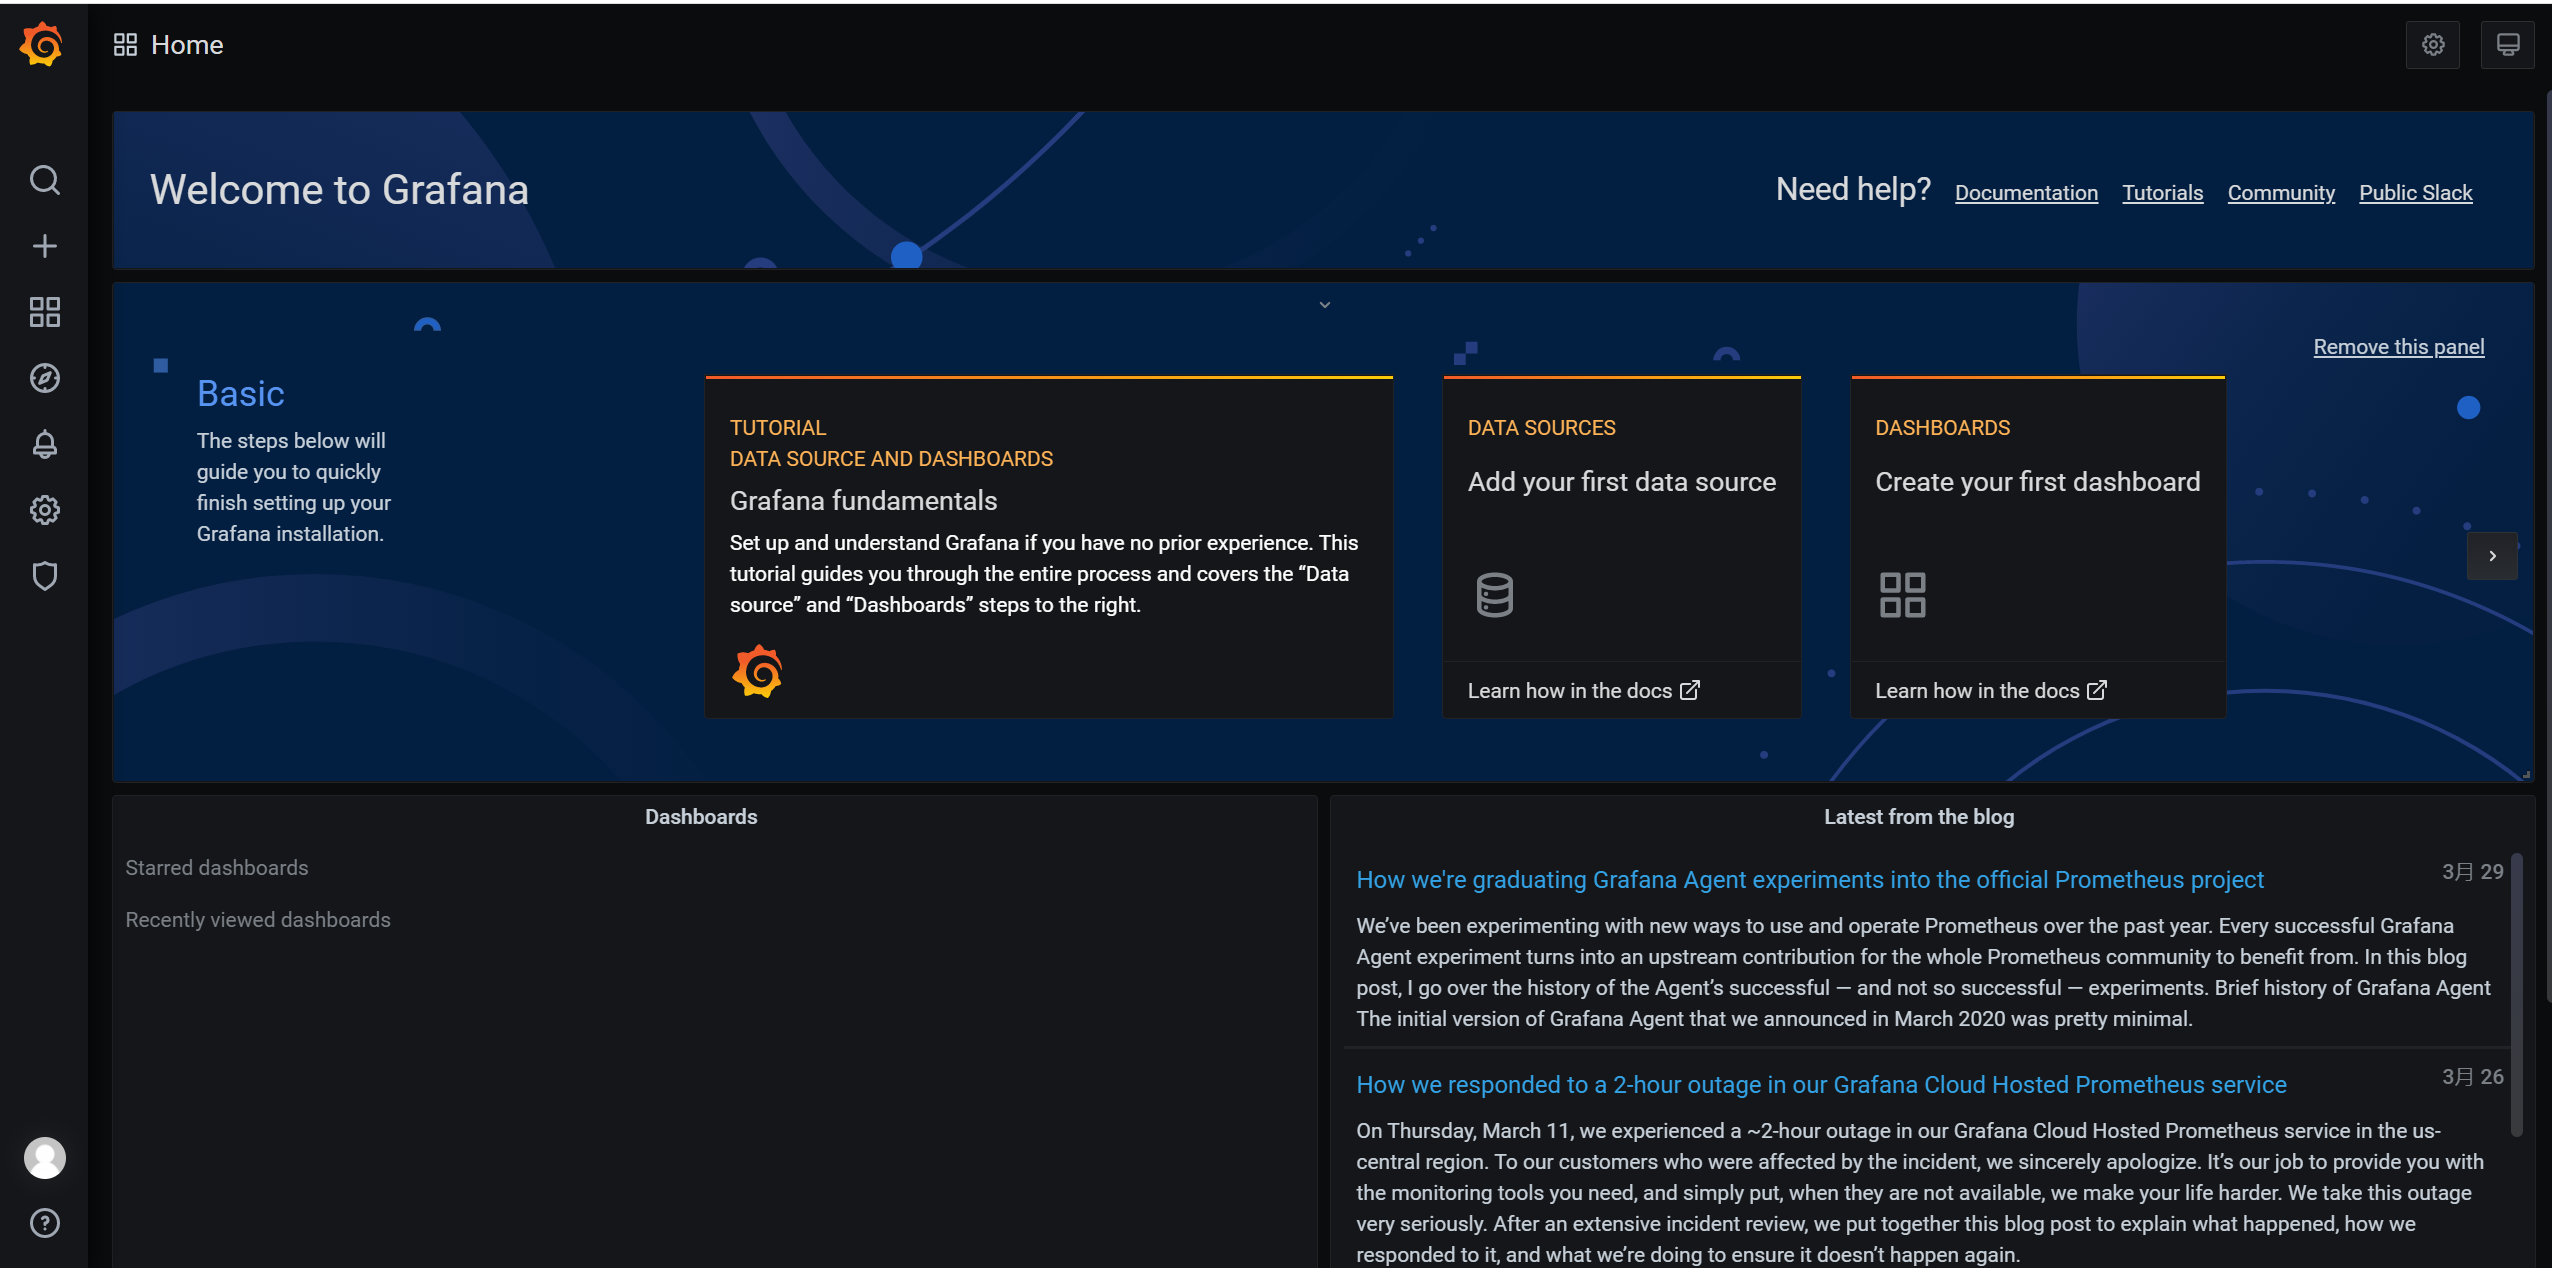 Home
Welcome to Grafana
Need help?
Documentation
Tutorials
Community
Public Slack
Remove this panel
Basic
The steps below will
guide you to quickly
finish setting up your
Grafana installation.
TUTORIAL
DATA SOURCE AND DASHBOARDS
Grafana fundamentals
Set up and understand Grafana if you have no prior experience. This
tutorial guides you through the entire process and covers the “Data
source” and “Dashboards” steps to the right.
DATA SOURCES
Add your first data source
Learn how in the docs
DASHBOARDS
Create your first dashboard
Learn how in the docs
Dashboards
Starred dashboards
Recently viewed dashboards
Latest from the blog
How we're graduating Grafana Agent experiments into the official Prometheus project
3月 29
We’ve been experimenting with new ways to use and operate Prometheus over the past year. Every successful Grafana
Agent experiment turns into an upstream contribution for the whole Prometheus community to benefit from. In this blog
post, I go over the history of the Agent’s successful — and not so successful — experiments. Brief history of Grafana Agent
The initial version of Grafana Agent that we announced in March 2020 was pretty minimal.
How we responded to a 2-hour outage in our Grafana Cloud Hosted Prometheus service
3月 26
On Thursday, March 11, we experienced a ~2-hour outage in our Grafana Cloud Hosted Prometheus service in the us-
central region. To our customers who were affected by the incident, we sincerely apologize. It’s our job to provide you with
the monitoring tools you need, and simply put, when they are not available, we make your life harder. We take this outage
very seriously. After an extensive incident review, we put together this blog post to explain what happened, how we
responded to it, and what we’re doing to ensure it doesn’t happen again.